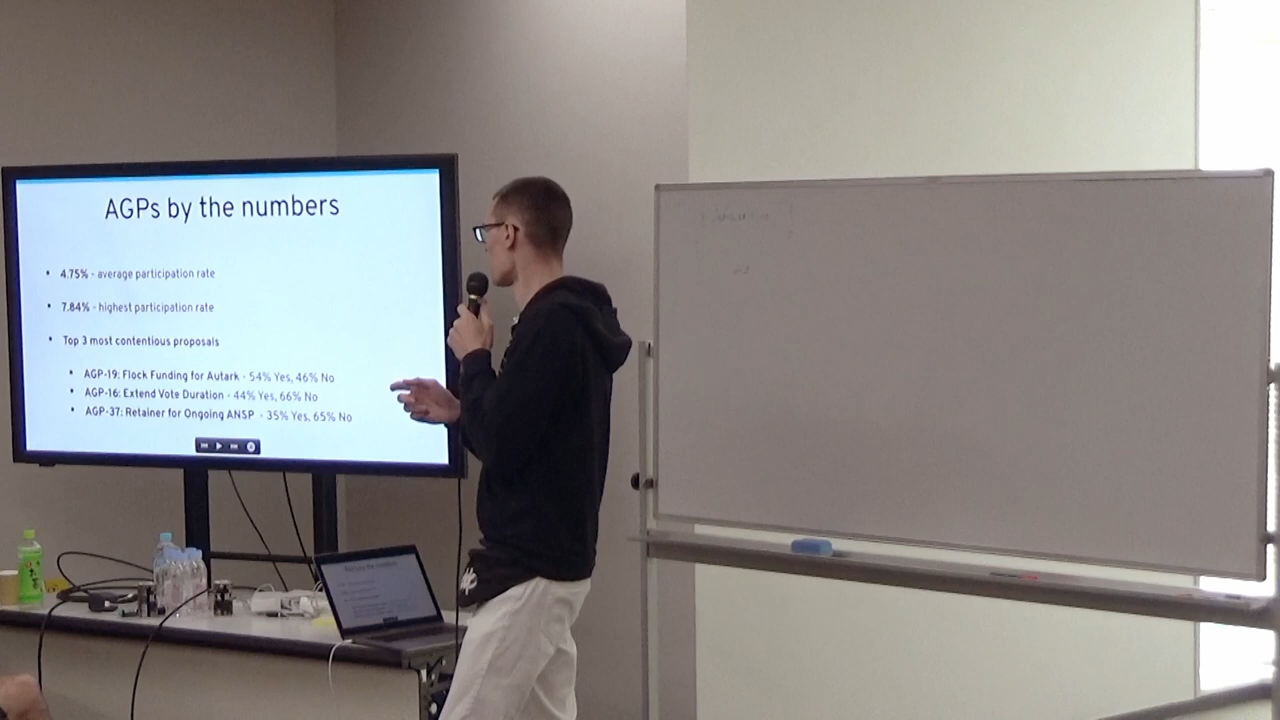 AGPs by the numbers
• 4.75% - average participation rate
• 7.84% - highest participation rate
• Top 3 most contentious proposals
• AGP-19: Flock Funding for Autark - 54% Yes, 46% No
• AGP-16: Extend Vote Duration - 44% Yes, 66% No
• AGP-37: Retainer for Ongoing ANSP - 35% Yes, 65% No